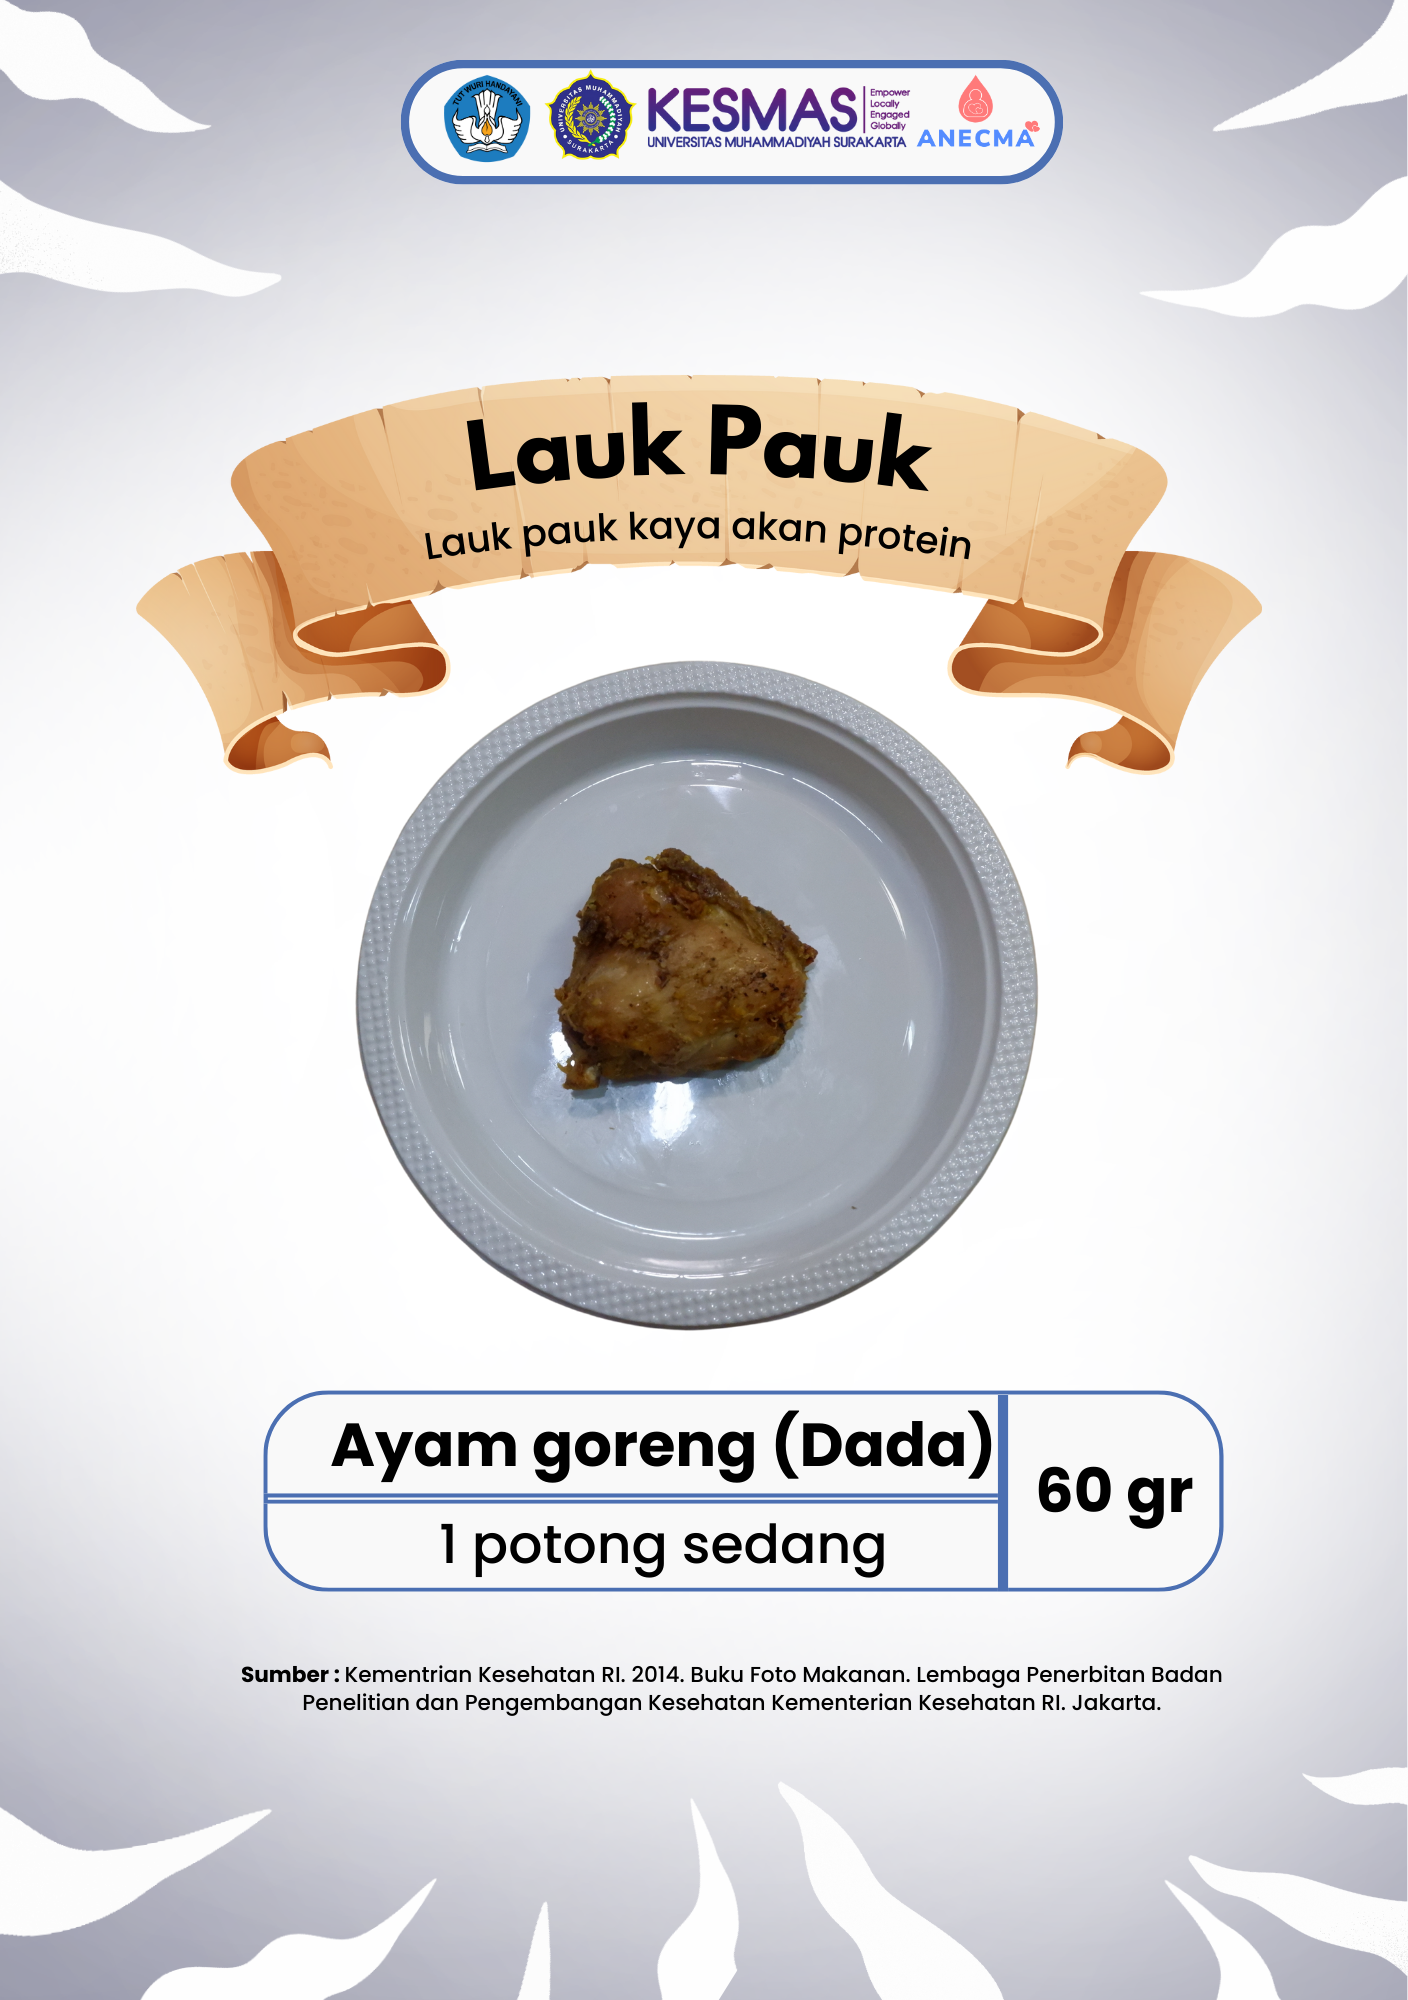 TUT WURI HANDAYANI
UNIVERSITAS MUHAMMADIYAH
SURAKARTA
KESMAS
UNIVERSITAS MUHAMMADIYAH SURAKARTA
Empower
Locally
Engaged
Globally
ANECMA
Lauk Pauk
Lauk pauk kaya akan protein
Ayam goreng (Dada)
1 potong sedang
60 gr
Sumber : Kementrian Kesehatan RI. 2014. Buku Foto Makanan. Lembaga Penerbitan Badan
Penelitian dan Pengembangan Kesehatan Kementerian Kesehatan RI. Jakarta.